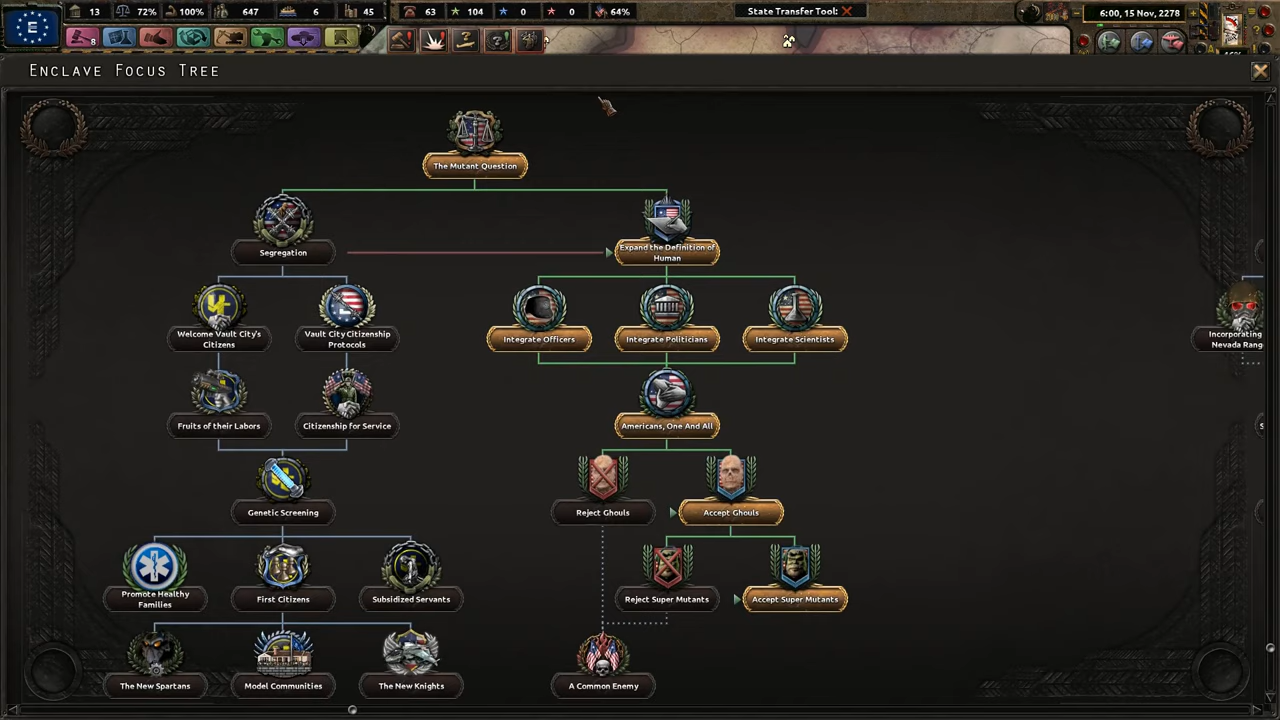 13 72% 100% 647 6 45 63 104 0 0 64% State Transfer Tool: 6:00, 15 Nov, 2278
E
8
Enclave Focus Tree
The Mutant Question
Segregation
Expand the Definition of
Human
Welcome Vault City's
Citizens
Vault City Citizenship
Protocols
Integrate Officers
Integrate Politicians
Integrate Scientists
Incorporating
Nevada Rang
Fruits of their Labors
Citizenship for Service
Americans, One And All
Genetic Screening
Reject Ghouls
Accept Ghouls
Promote Healthy
Families
First Citizens
Subsidized Servants
Reject Super Mutants
Accept Super Mutants
The New Spartans
Model Communities
The New Knights
A Common Enemy